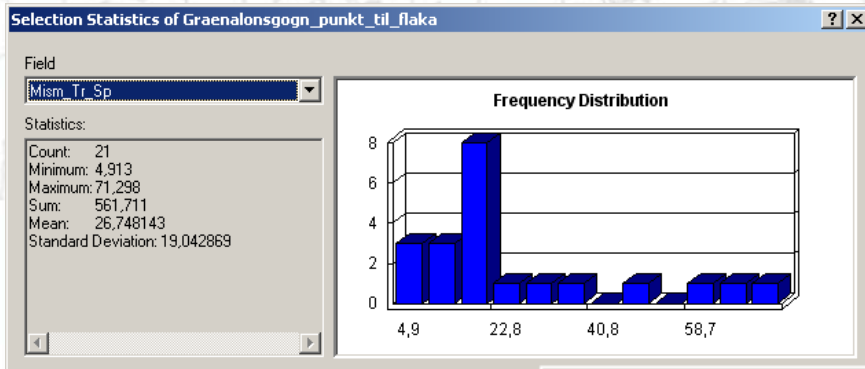 Selection Statistics of Graenalonsgogn_punkt_til_flaka
Field
Mism_Tr_Sp
Statistics:
Count: 21
Minimum: 4,913
Maximum: 71,298
Sum: 561,711
Mean: 26,748143
Standard Deviation: 19,042869
Frequency Distribution
8
6
4
2
0
4,9 22,8 40,8 58,7